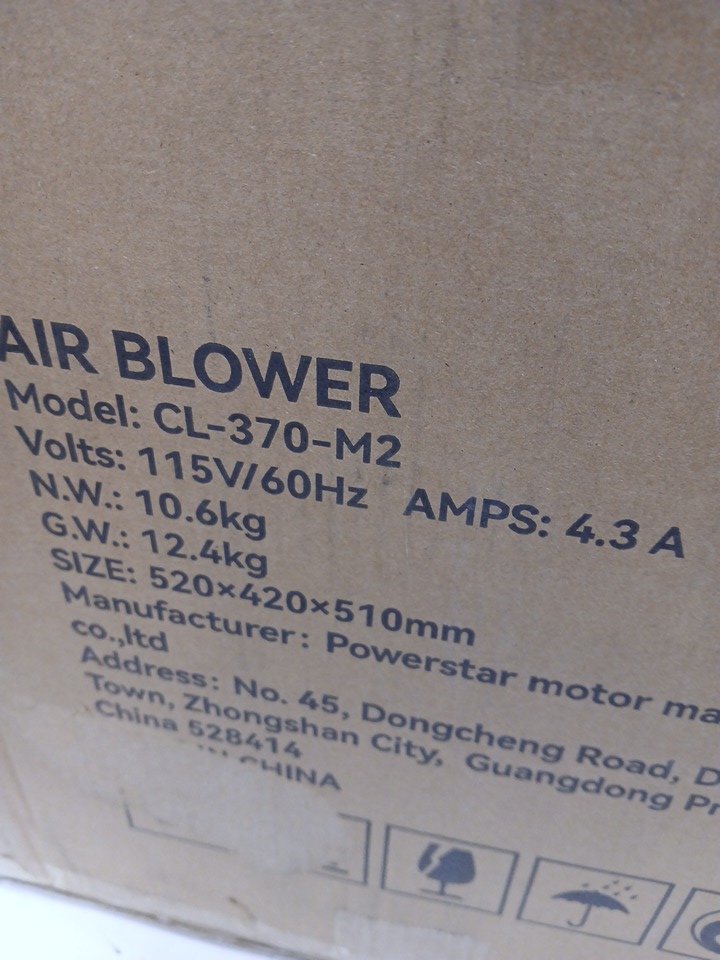 AIR BLOWER
Model: CL-370-M2
Volts: 115V/60Hz AMPS: 4.3 A
N.W.: 10.6kg
G.W.: 12.4kg
SIZE: 520×420×510mm
Manufacturer: Powerstar motor
co.,ltd
Address: No. 45, Dongcheng Road,
Town, Zhongshan City, Guangdong
China 528414
IN CHINA